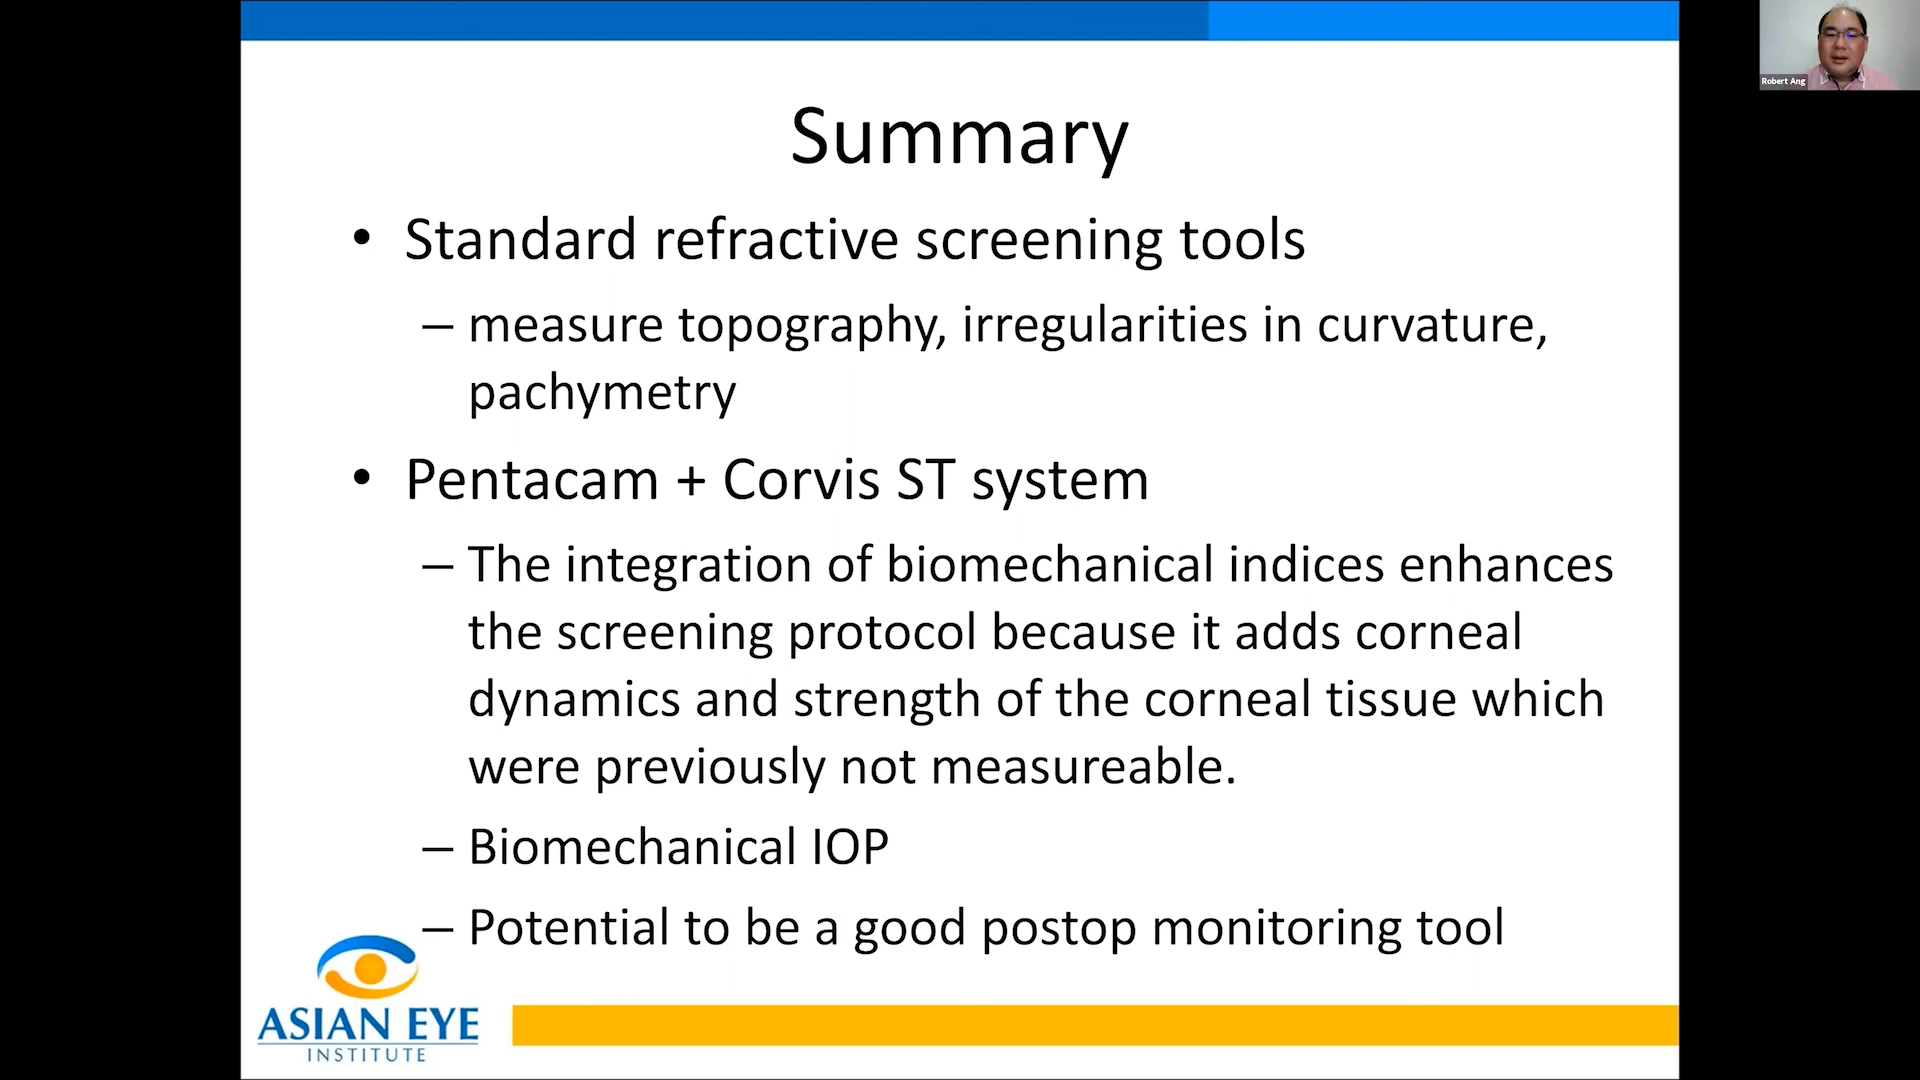 Robert Ang
Summary
• Standard refractive screening tools
– measure topography, irregularities in curvature,
pachymetry
• Pentacam + Corvis ST system
– The integration of biomechanical indices enhances
the screening protocol because it adds corneal
dynamics and strength of the corneal tissue which
were previously not measureable.
– Biomechanical IOP
– Potential to be a good postop monitoring tool
ASIAN EYE
INSTITUTE